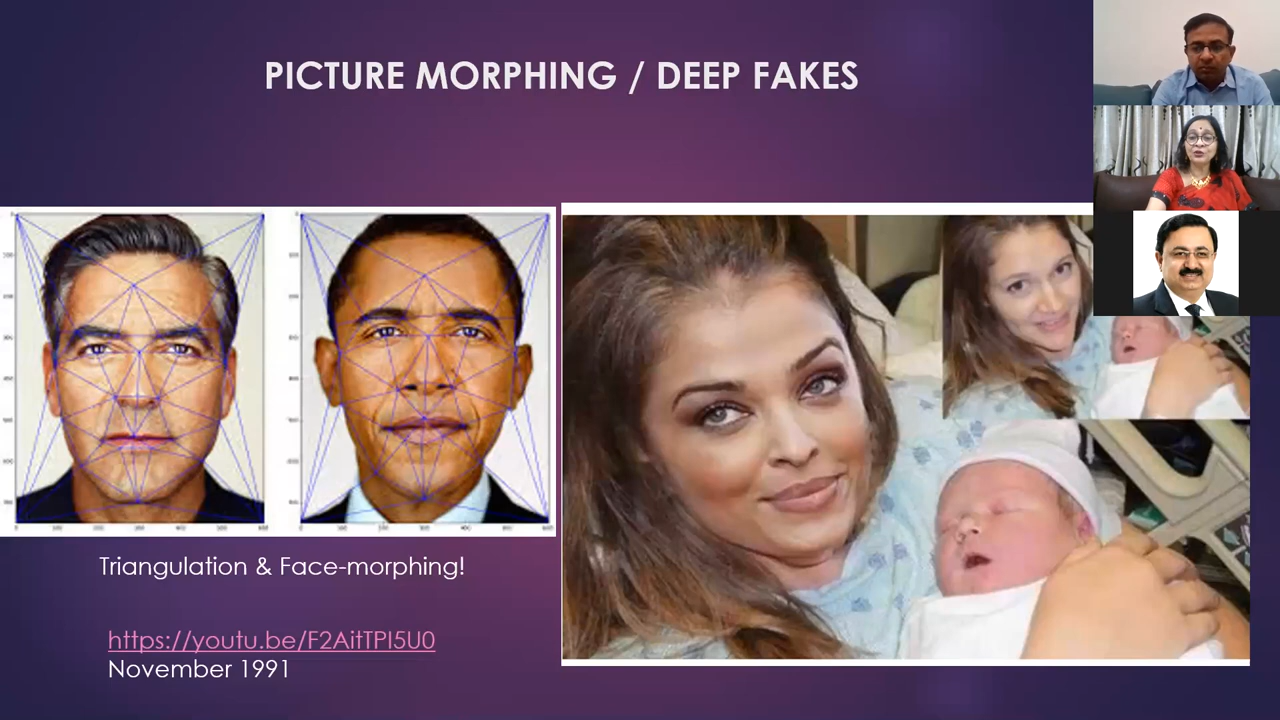 PICTURE MORPHING / DEEP FAKES
Triangulation & Face-morphing!
https://youtu.be/F2AitTPI5U0
November 1991